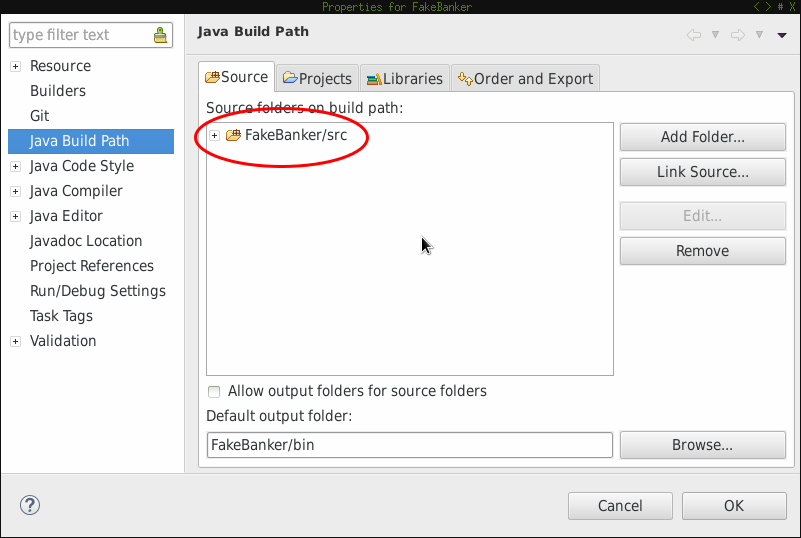 Properties for FakeBanker
< > # X
type filter text
Java Build Path
Resource
Builders
Git
Java Build Path
Java Code Style
Java Compiler
Java Editor
Javadoc Location
Project References
Run/Debug Settings
Task Tags
Validation
Source
Projects
Libraries
Order and Export
Source folders on build path:
FakeBanker/src
Add Folder...
Link Source...
Edit...
Remove
Allow output folders for source folders
Default output folder:
FakeBanker/bin
Browse...
?
Cancel
OK